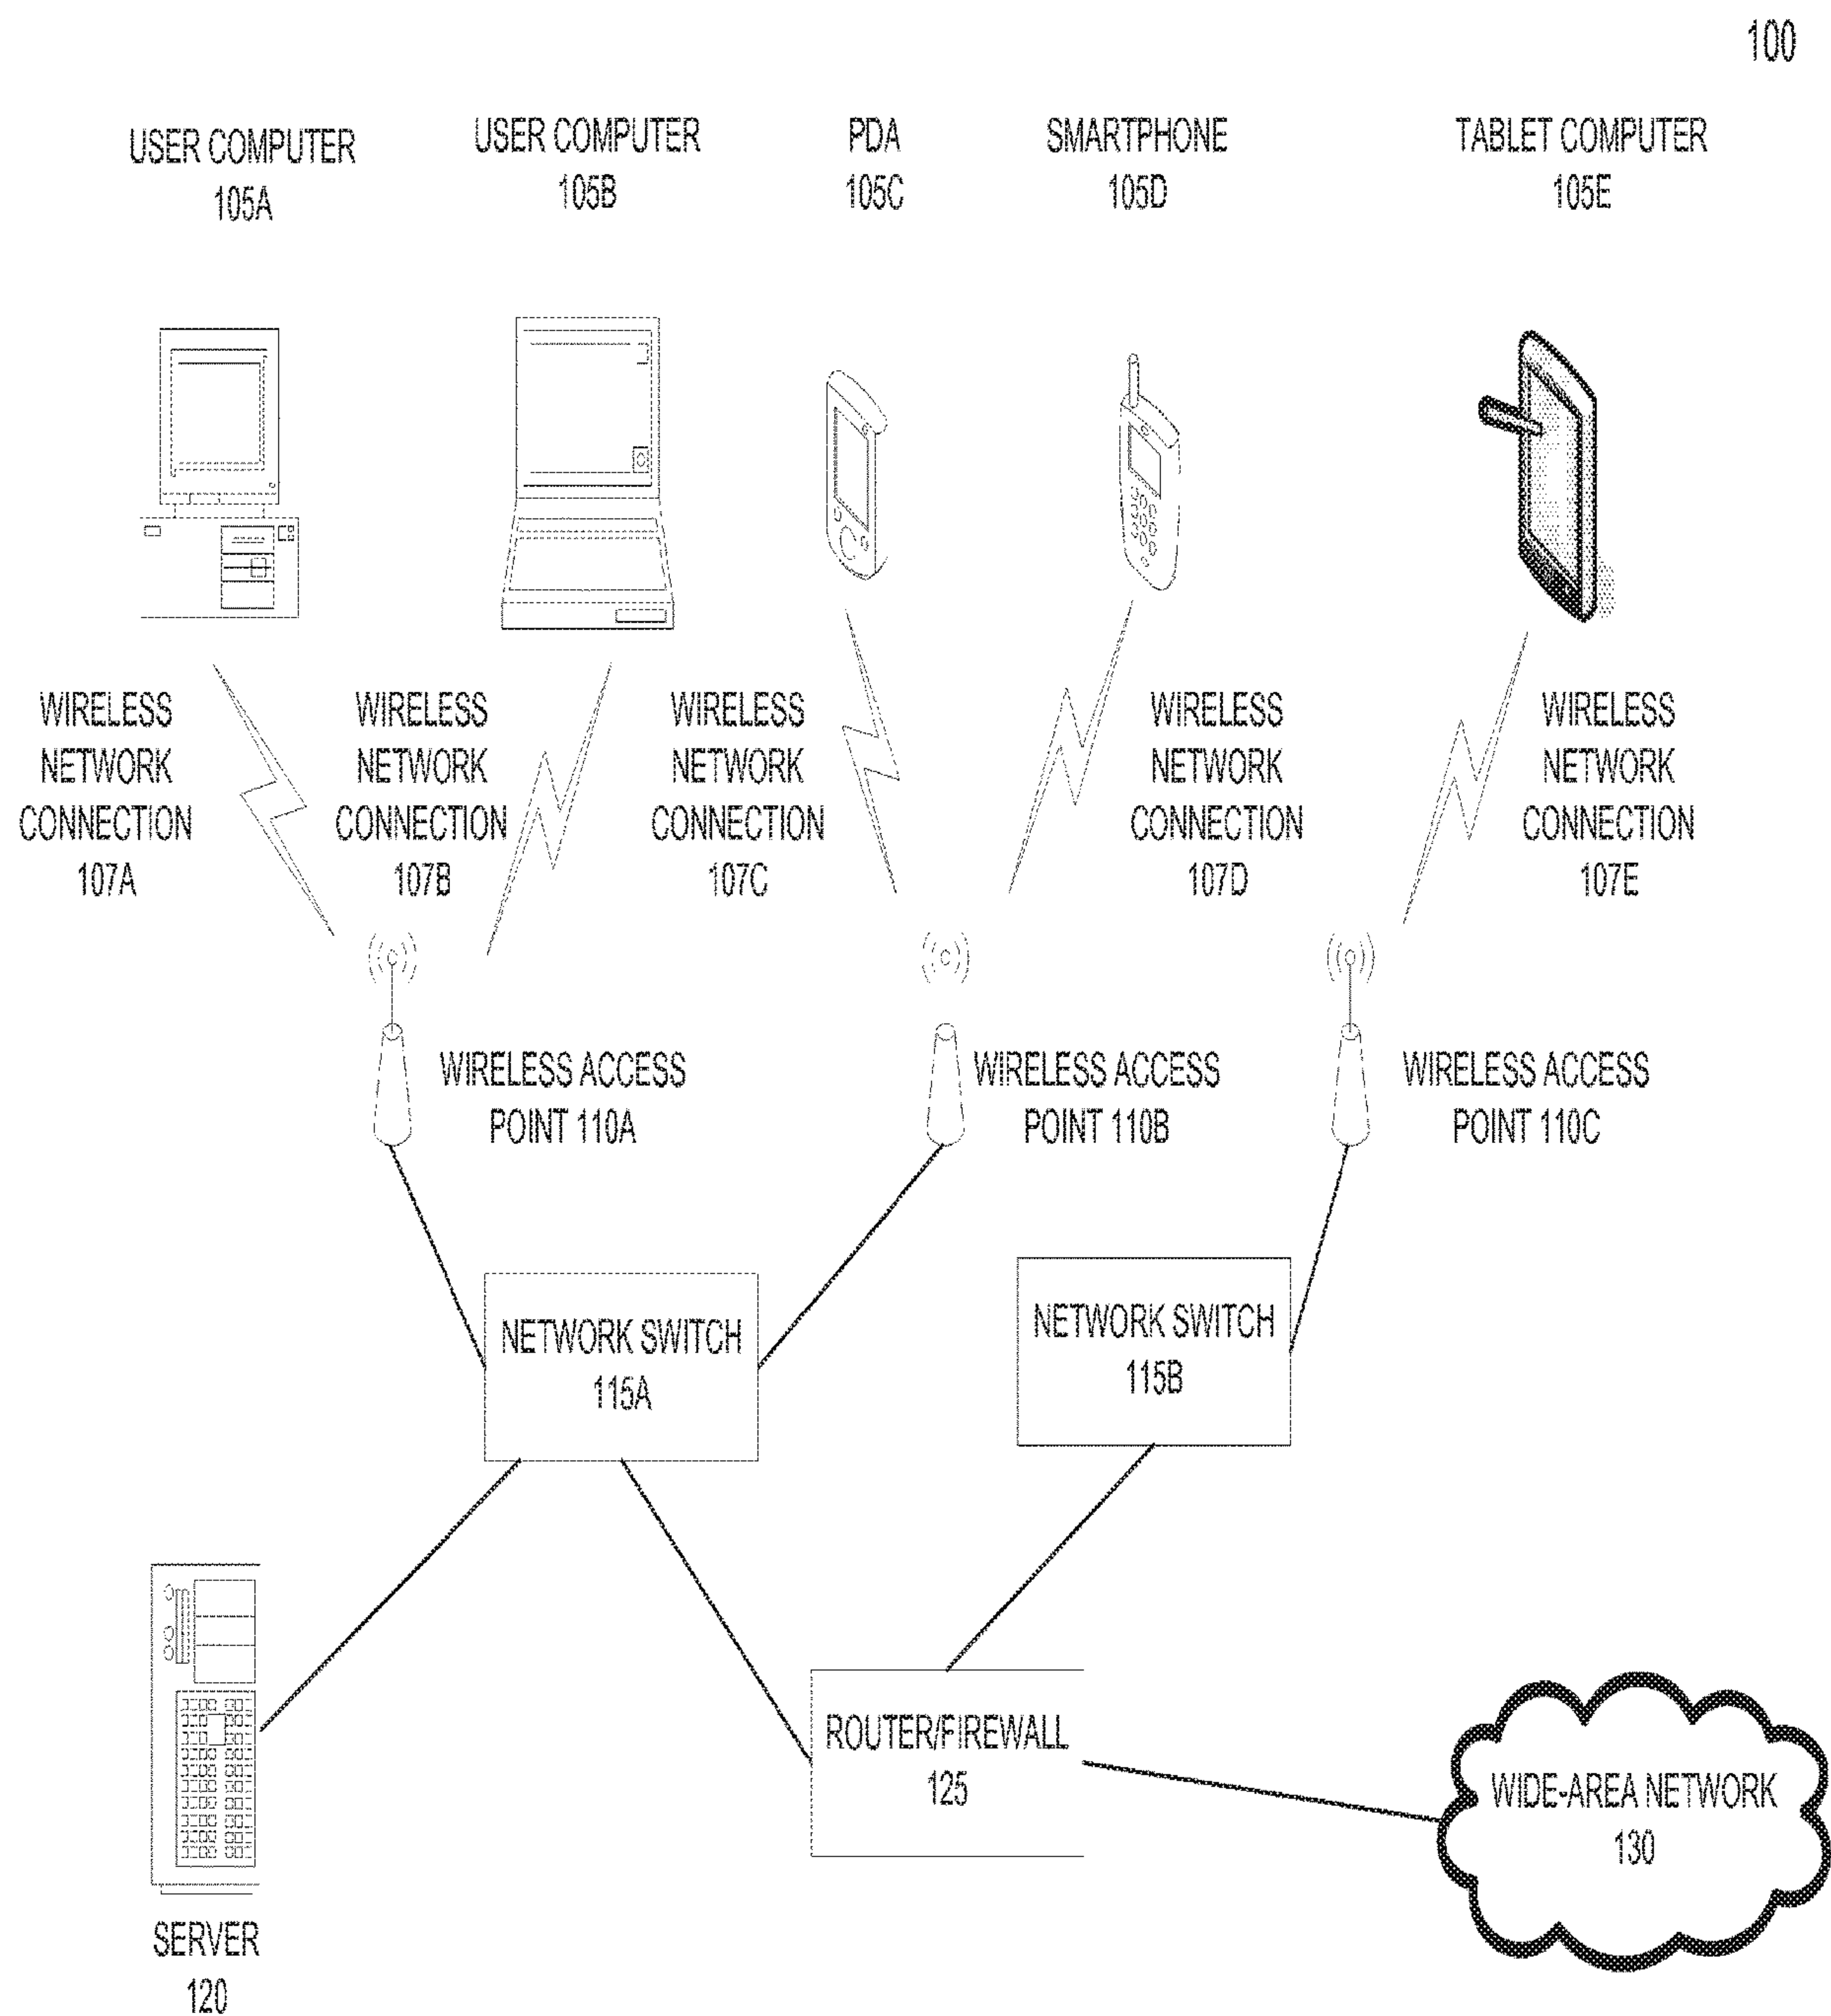 100
USER COMPUTER
105A
USER COMPUTER
105B
PDA
105C
SMARTPHONE
105D
TABLET COMPUTER
105E
WIRELESS
NETWORK
CONNECTION
107A
WIRELESS
NETWORK
CONNECTION
107B
WIRELESS
NETWORK
CONNECTION
107C
WIRELESS
NETWORK
CONNECTION
107D
WIRELESS
NETWORK
CONNECTION
107E
WIRELESS ACCESS
POINT 110A
WIRELESS ACCESS
POINT 110B
WIRELESS ACCESS
POINT 110C
NETWORK SWITCH
115A
NETWORK SWITCH
115B
ROUTER/FIREWALL
125
WIDE-AREA NETWORK
130
SERVER
120